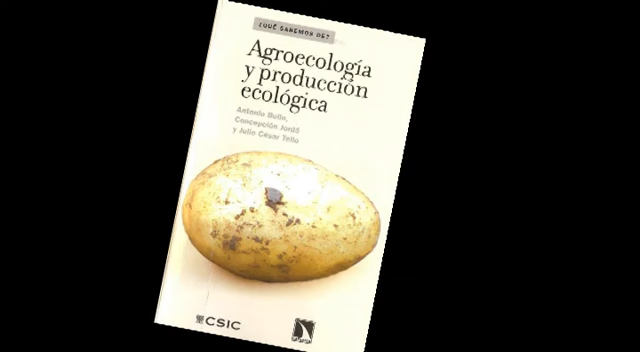 ¿QUÉ SABEMOS DE?
Agroecología
y producción
ecológica
Antonio Bello,
Concepción Jordá
y Julio César Tello
CSIC